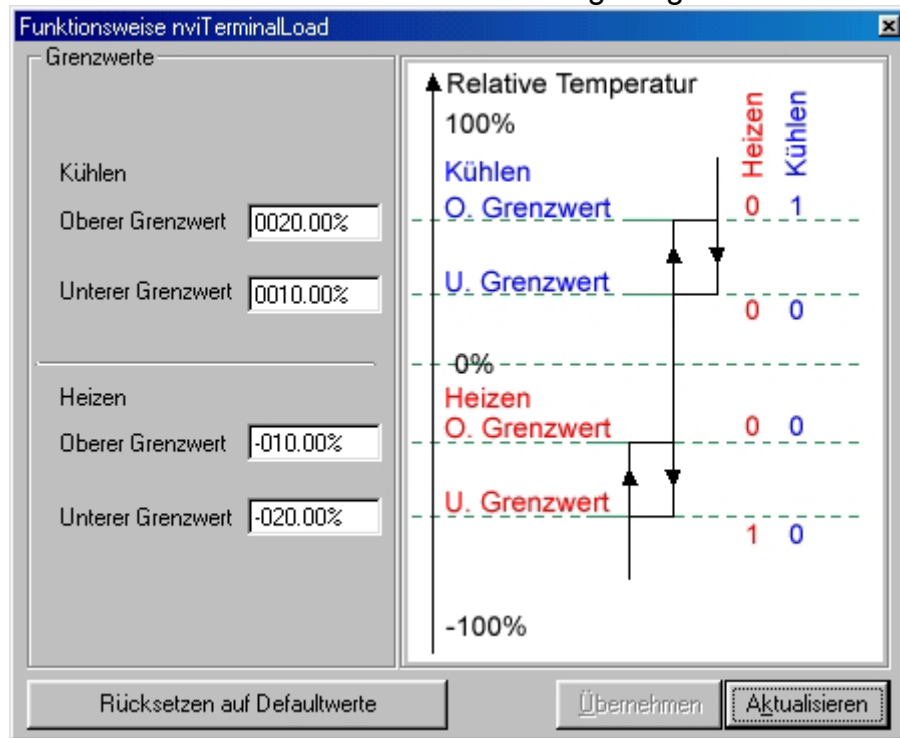 Funktionsweise nviTerminalLoad
Grenzwerte
Kühlen
Oberer Grenzwert 0020.00%
Unterer Grenzwert 0010.00%
Heizen
Oberer Grenzwert -010.00%
Unterer Grenzwert -020.00%
Relative Temperatur
100%
Heizen
Kühlen
Kühlen
O. Grenzwert 0 1
U. Grenzwert
0 0
0%
Heizen
O. Grenzwert 0 0
U. Grenzwert
1 0
-100%
Rücksetzen auf Defaultwerte
Übernehmen
Aktualisieren